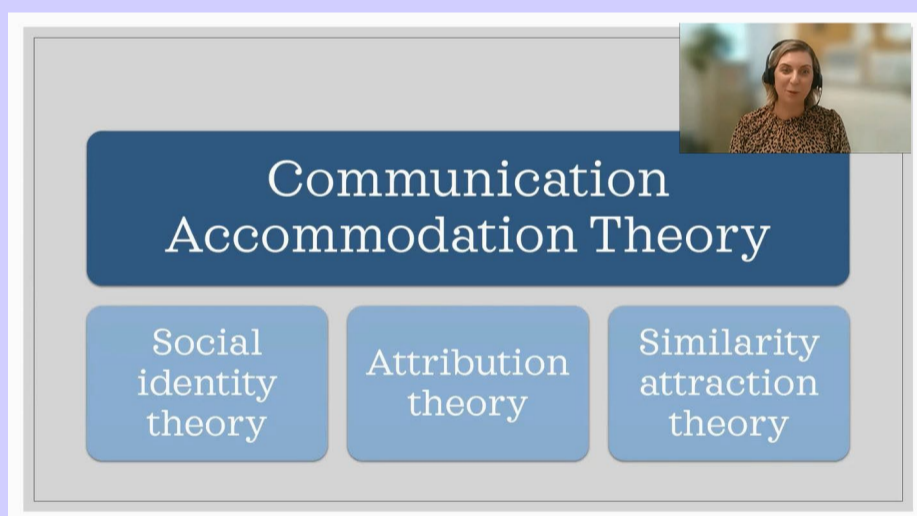 Communication
Accommodation Theory
Social
identity
theory
Attribution
theory
Similarity
attraction
theory